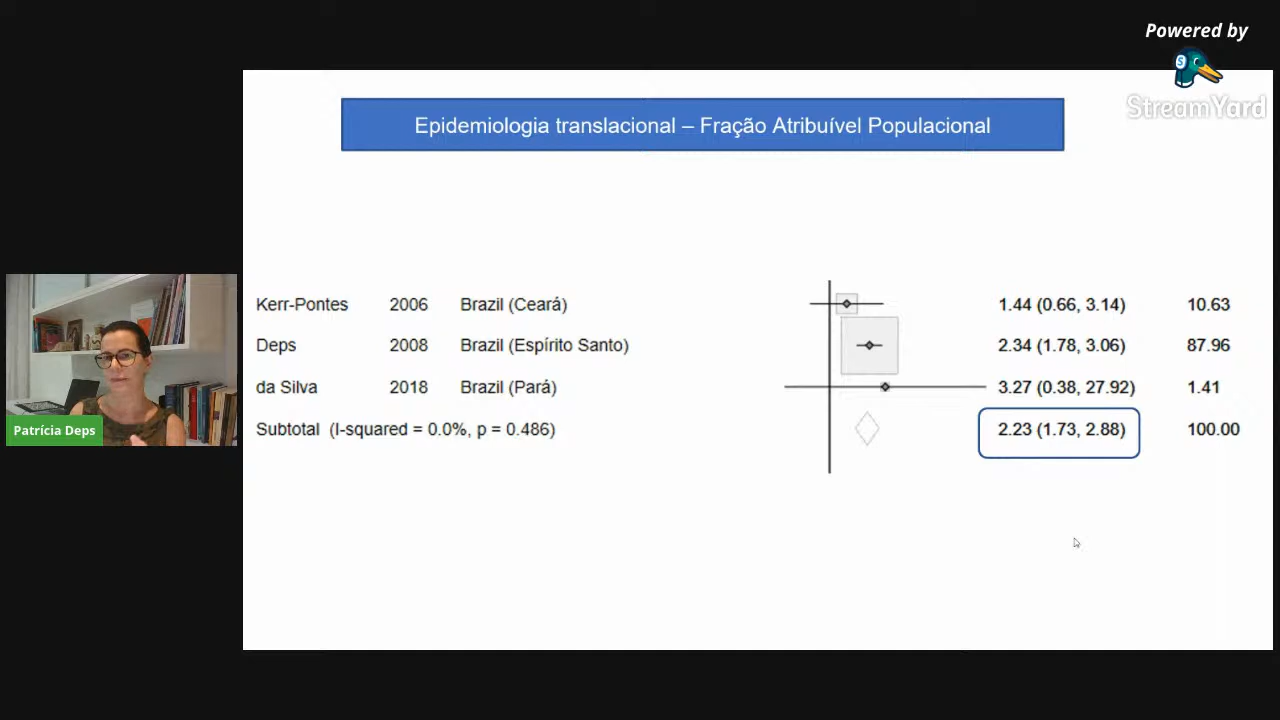 Powered by
StreamYard
Epidemiologia translacional – Fração Atribuível Populacional
Kerr-Pontes 2006 Brazil (Ceará) 1.44 (0.66, 3.14) 10.63
Deps 2008 Brazil (Espírito Santo) 2.34 (1.78, 3.06) 87.96
da Silva 2018 Brazil (Pará) 3.27 (0.38, 27.92) 1.41
Subtotal (I-squared = 0.0%, p = 0.486) 2.23 (1.73, 2.88) 100.00
Patrícia Deps